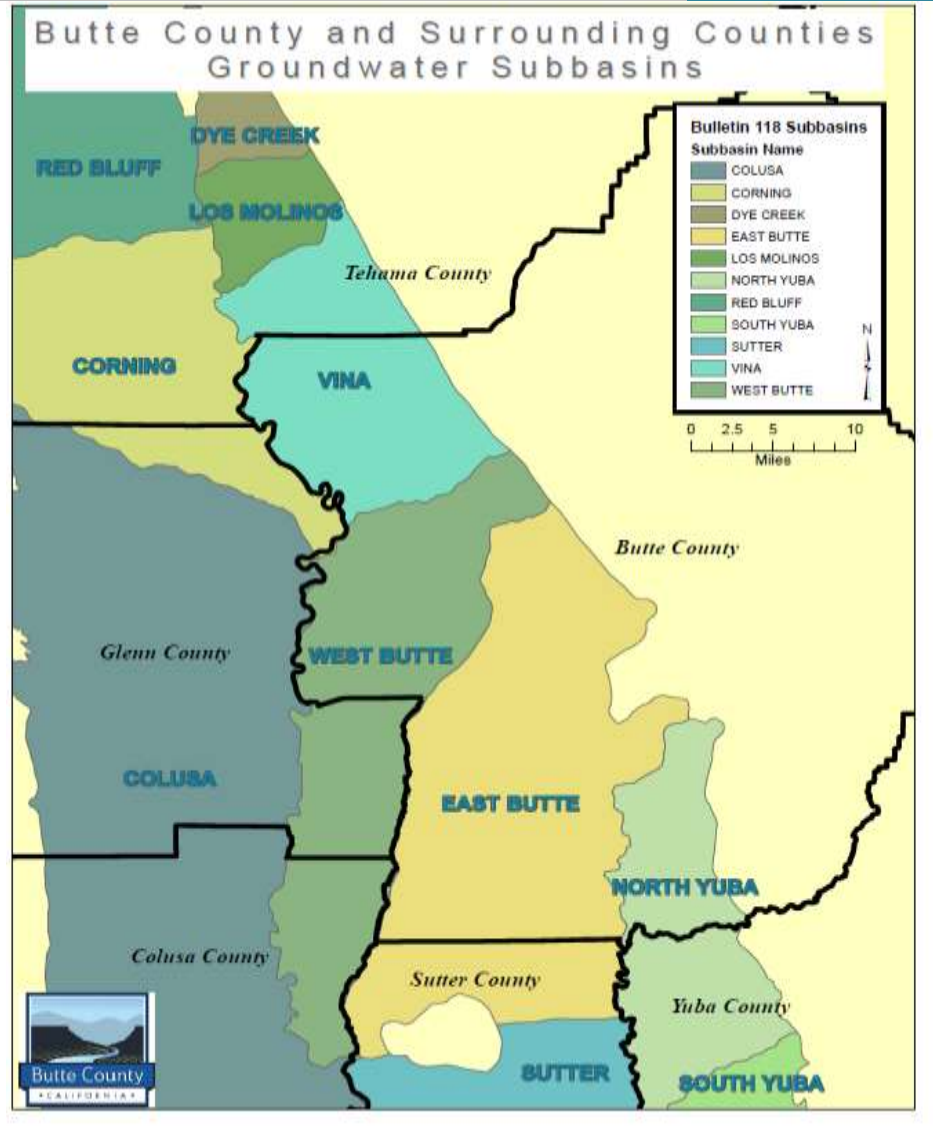 Butte County and Surrounding Counties
Groundwater Subbasins
DYE CREEK
RED BLUFF
LOS MOLINOS
Tehama County
CORNING
VINA
Bulletin 118 Subbasins
Subbasin Name
COLUSA
CORNING
DYE CREEK
EAST BUTTE
LOS MOLINOS
NORTH YUBA
RED BLUFF
SOUTH YUBA
SUTTER
VINA
WEST BUTTE
N
0 2.5 5 10
Miles
Butte County
Glenn County
WEST BUTTE
COLUSA
EAST BUTTE
NORTH YUBA
Colusa County
Sutter County
Yuba County
SUTTER
SOUTH YUBA
Butte County
• CALIFORNIA •